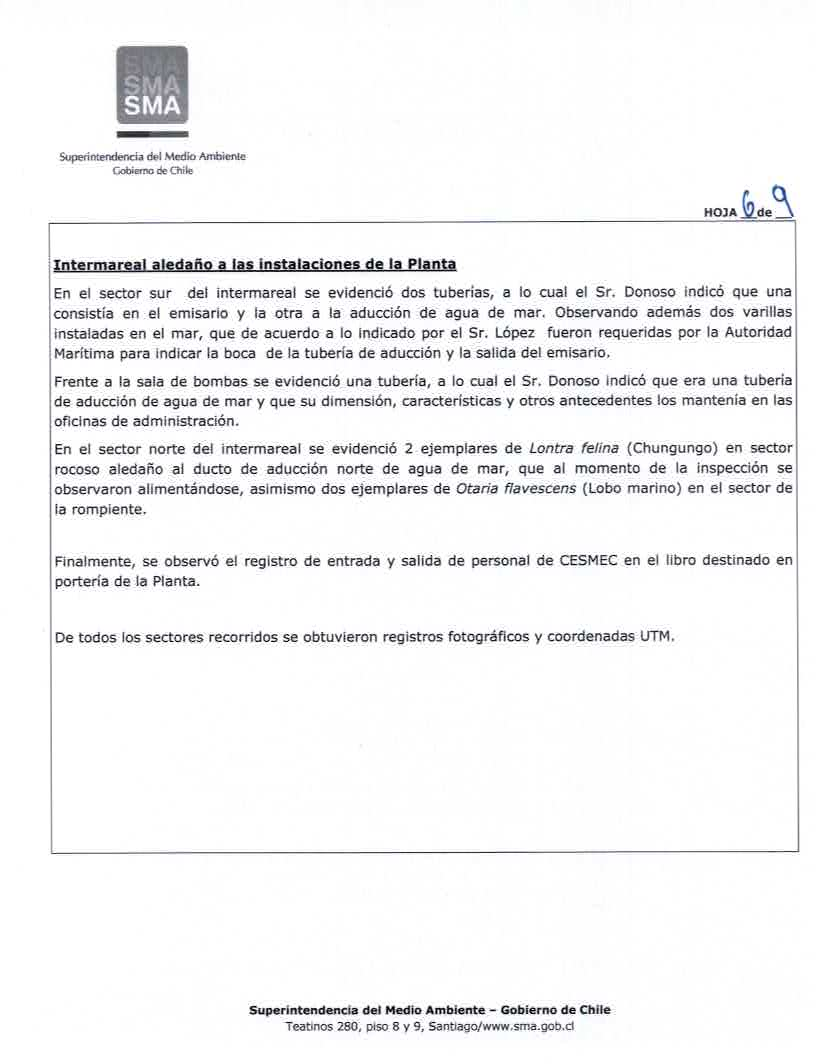 SMA
SMA
SMA
Superintendencia del Medio Ambiente
Gobierno de Chile
HOJA 6 de 9
Intermareal aledaño a las instalaciones de la Planta
En el sector sur del intermareal se evidenció dos tuberías, a lo cual el Sr. Donoso indicó que una
consistía en el emisario y la otra a la aducción de agua de mar. Observando además dos varillas
instaladas en el mar, que de acuerdo a lo indicado por el Sr. López fueron requeridas por la Autoridad
Marítima para indicar la boca de la tubería de aducción y la salida del emisario.
Frente a la sala de bombas se evidenció una tubería, a lo cual el Sr. Donoso indicó que era una tubería
de aducción de agua de mar y que su dimensión, características y otros antecedentes los mantenía en las
oficinas de administración.
En el sector norte del intermareal se evidenció 2 ejemplares de Lontra felina (Chungungo) en sector
rocoso aledaño al ducto de aducción norte de agua de mar, que al momento de la inspección se
observaron alimentándose, asimismo dos ejemplares de Otaria flavescens (Lobo marino) en el sector de
la rompiente.
Finalmente, se observó el registro de entrada y salida de personal de CESMEC en el libro destinado en
portería de la Planta.
De todos los sectores recorridos se obtuvieron registros fotográficos y coordenadas UTM.
Superintendencia del Medio Ambiente – Gobierno de Chile
Teatinos 280, piso 8 y 9, Santiago/www.sma.gob.cl